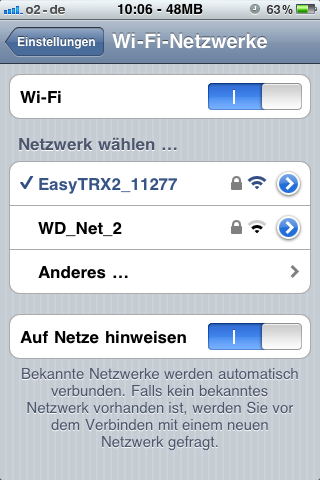 o2-de 10:06 - 48MB 63 %
Einstellungen Wi-Fi-Netzwerke
Wi-Fi
Netzwerk wählen ...
EasyTRX2_11277
WD_Net_2
Anderes ...
Auf Netze hinweisen
Bekannte Netzwerke werden automatisch
verbunden. Falls kein bekanntes
Netzwerk vorhanden ist, werden Sie vor
dem Verbinden mit einem neuen
Netzwerk gefragt.